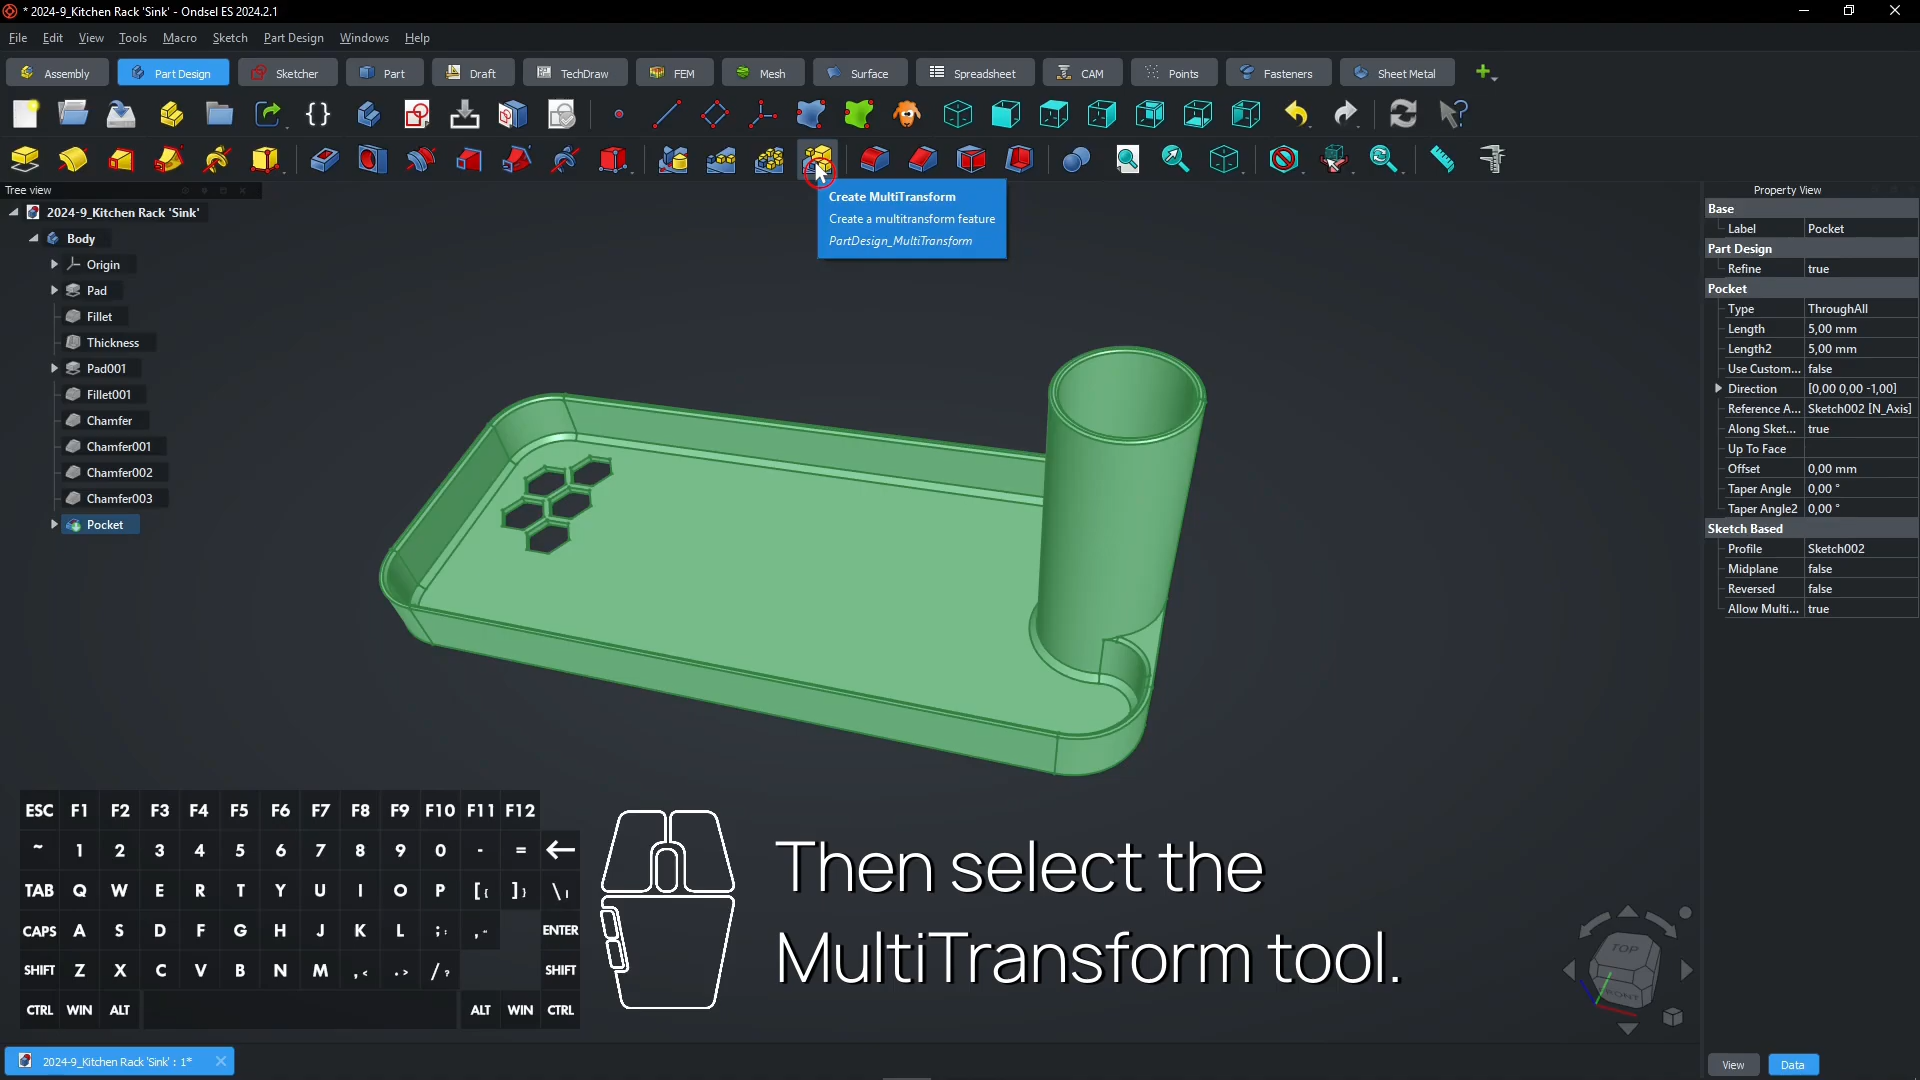 * 2024-9_Kitchen Rack 'Sink' - Ondsel ES 2024.2.1
File Edit View Tools Macro Sketch Part Design Windows Help
Assembly Part Design Sketcher Part Draft TechDraw FEM Mesh Surface Spreadsheet CAM Points Fasteners Sheet Metal
Tree view
2024-9_Kitchen Rack 'Sink'
Body
Origin
Pad
Fillet
Thickness
Pad001
Fillet001
Chamfer
Chamfer001
Chamfer002
Chamfer003
Pocket
Create MultiTransform
Create a multitransform feature
PartDesign_MultiTransform
Property View
Base
Label Pocket
Part Design
Refine true
Pocket
Type ThroughAll
Length 5,00 mm
Length2 5,00 mm
Use Custom... false
Direction [0,00 0,00 -1,00]
Reference A... Sketch002 [N_Axis]
Along Sket... true
Up To Face
Offset 0,00 mm
Taper Angle 0,00 °
Taper Angle2 0,00 °
Sketch Based
Profile Sketch002
Midplane false
Reversed false
Allow Multi... true
ESC F1 F2 F3 F4 F5 F6 F7 F8 F9 F10 F11 F12
~ 1 2 3 4 5 6 7 8 9 0 - =
TAB Q W E R T Y U I O P [{ ]} \|
CAPS A S D F G H J K L ;: ," ENTER
SHIFT Z X C V B N M ,< .> /? SHIFT
CTRL WIN ALT ALT WIN CTRL
Then select the
MultiTransform tool.
TOP
FRONT
2024-9_Kitchen Rack 'Sink' : 1*
View Data